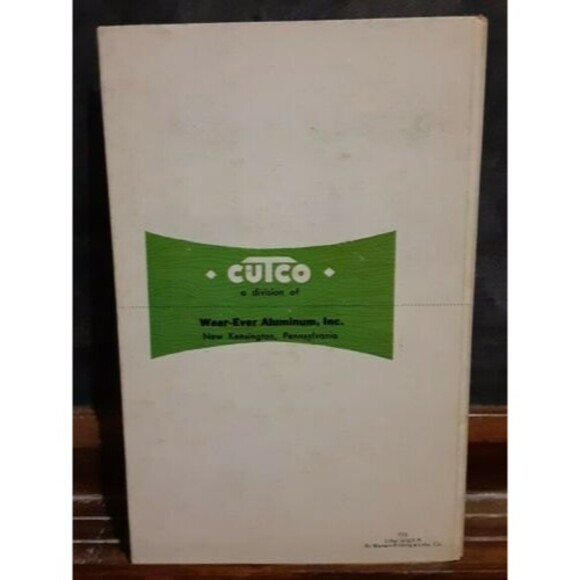 CUTCO
a division of
Wear-Ever Aluminum, Inc.
New Kensington, Pennsylvania